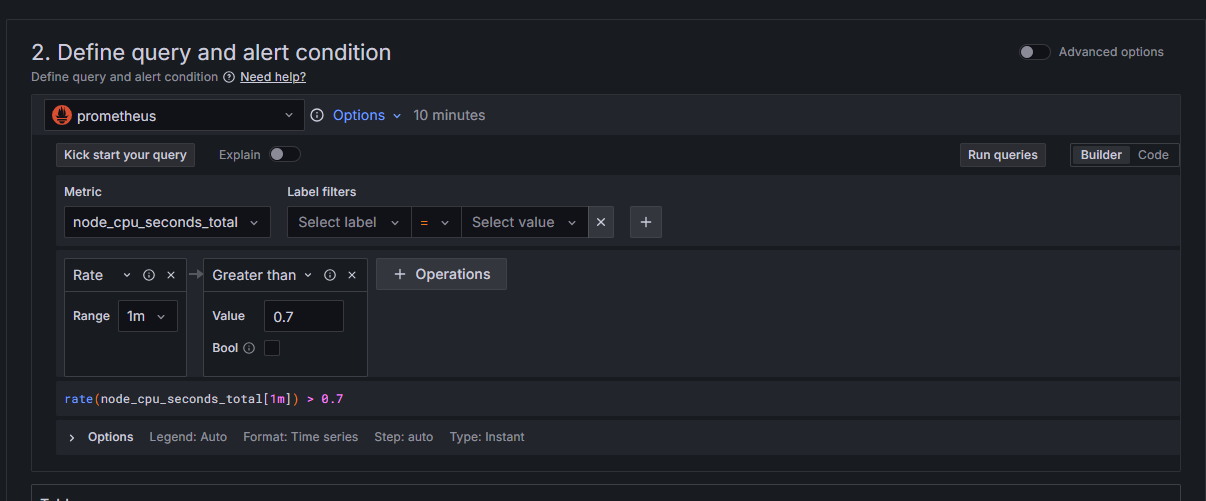 2. Define query and alert condition
Advanced options
Define query and alert condition Need help?
prometheus Options 10 minutes
Kick start your query Explain Run queries Builder Code
Metric Label filters
node_cpu_seconds_total Select label = Select value
Rate Greater than + Operations
Range 1m Value 0.7
Bool
rate(node_cpu_seconds_total[1m]) > 0.7
Options Legend: Auto Format: Time series Step: auto Type: Instant